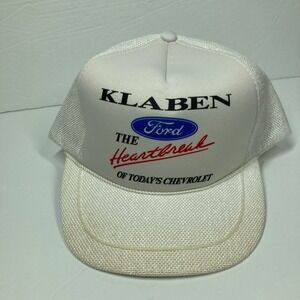 KLABEN
Ford
THE
Heartbreak
OF TODAY'S CHEVROLET